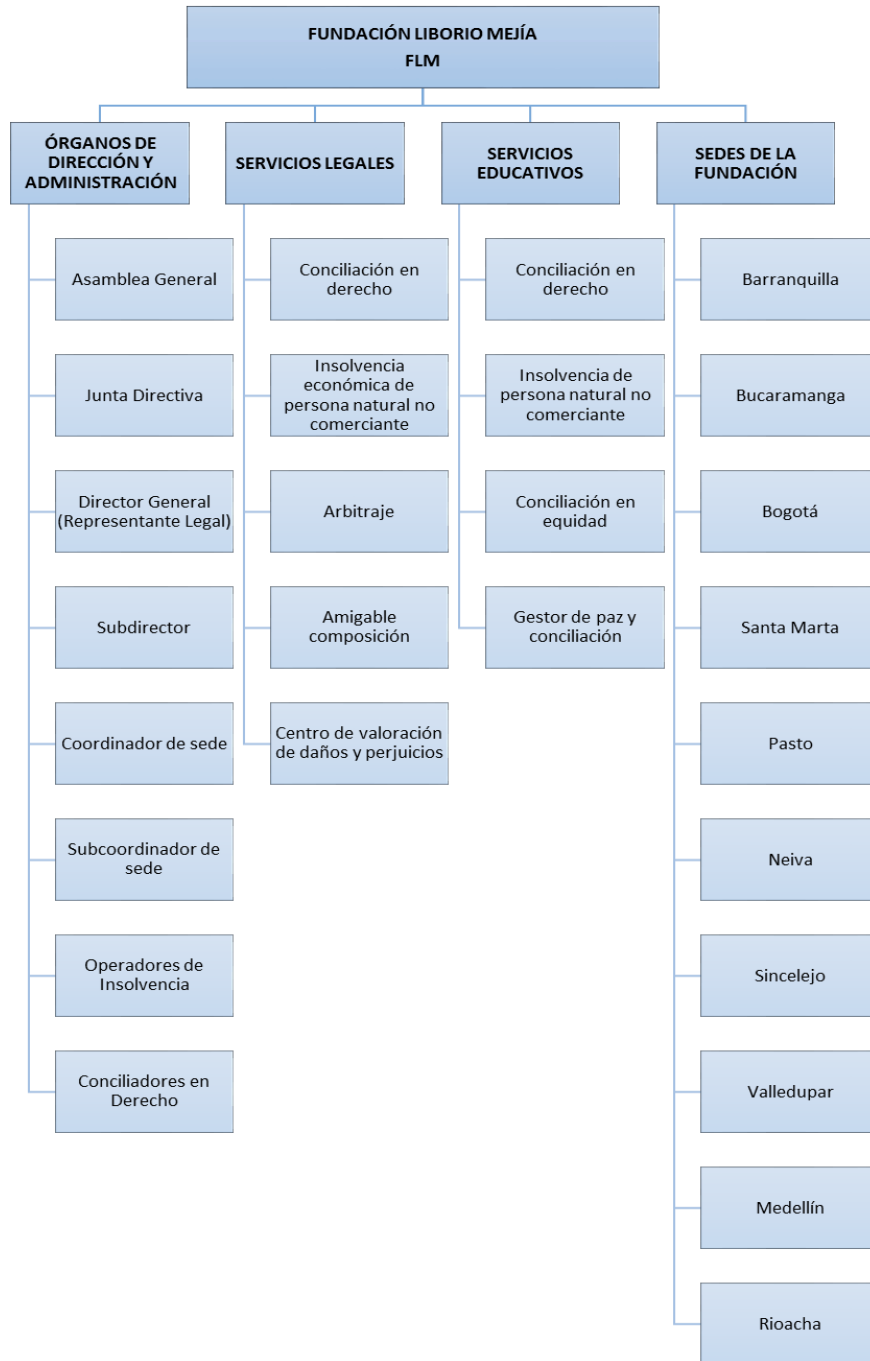 FUNDACIÓN LIBORIO MEJÍA
FLM
ÓRGANOS DE
DIRECCIÓN Y
ADMINISTRACIÓN
Asamblea General
Junta Directiva
Director General
(Representante Legal)
Subdirector
Coordinador de sede
Subcoordinador de
sede
Operadores de
Insolvencia
Conciliadores en
Derecho
SERVICIOS LEGALES
Conciliación en
derecho
Insolvencia
económica de
persona natural no
comerciante
Arbitraje
Amigable
composición
Centro de valoración
de daños y perjuicios
SERVICIOS
EDUCATIVOS
Conciliación en
derecho
Insolvencia de
persona natural no
comerciante
Conciliación en
equidad
Gestor de paz y
conciliación
SEDES DE LA
FUNDACIÓN
Barranquilla
Bucaramanga
Bogotá
Santa Marta
Pasto
Neiva
Sincelejo
Valledupar
Medellín
Rioacha